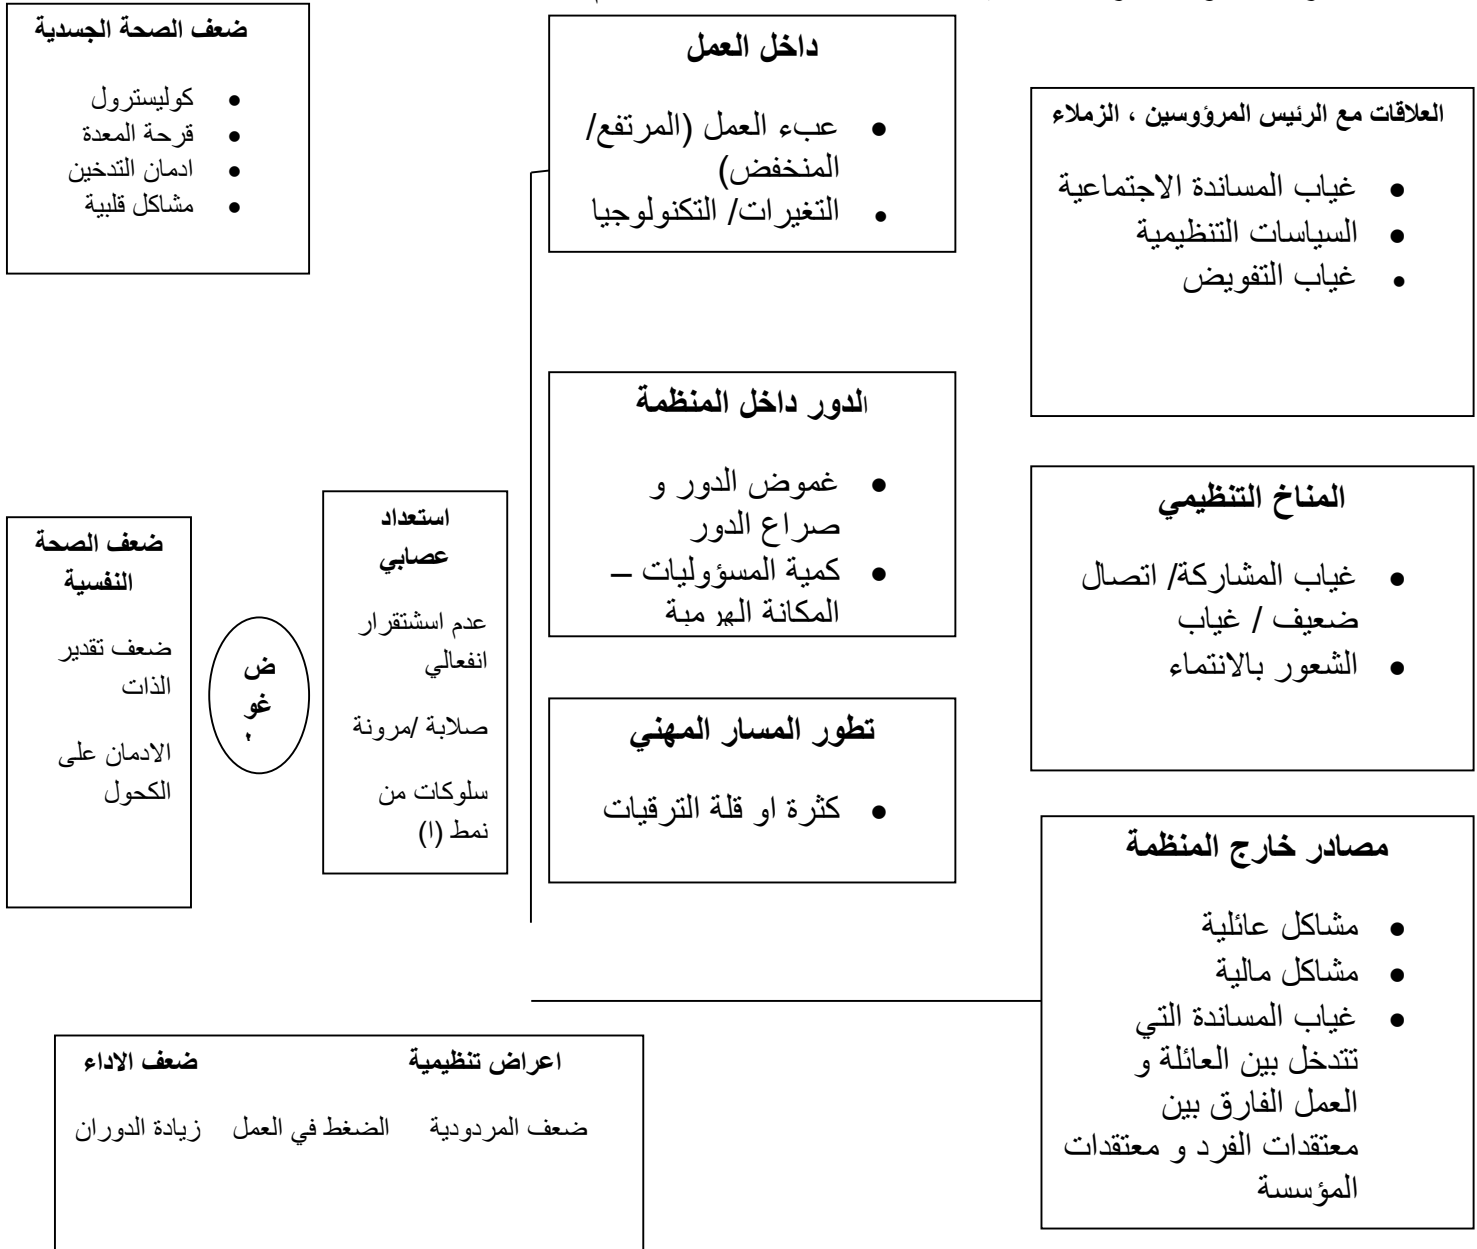 ضعف الصحة الجسدية
كوليسترول
قرحة المعدة
ادمان التدخين
مشاكل قلبية
داخل العمل
عبء العمل (المرتفع/
المنخفض)
التغيرات/ التكنولوجيا
العلاقات مع الرئيس المرؤوسين ، الزملاء
غياب المساندة الاجتماعية
السياسات التنظيمية
غياب التفويض
الدور داخل المنظمة
غموض الدور و
صراع الدور
كمية المسؤوليات –
المكانة الهرمية
المناخ التنظيمي
غياب المشاركة/ اتصال
ضعيف / غياب
الشعور بالانتماء
استعداد
عصابي
عدم اسشتقرار
انفعالي
صلابة /مرونة
سلوكات من
نمط (ا)
ضعف الصحة
النفسية
ضعف تقدير
الذات
الادمان على
الكحول
ض
غو
تطور المسار المهني
كثرة او قلة الترقيات
مصادر خارج المنظمة
مشاكل عائلية
مشاكل مالية
غياب المساندة التي
تتدخل بين العائلة و
العمل الفارق بين
معتقدات الفرد و معتقدات
المؤسسة
اعراض تنظيمية ضعف الاداء
ضعف المردودية الضغط في العمل زيادة الدوران